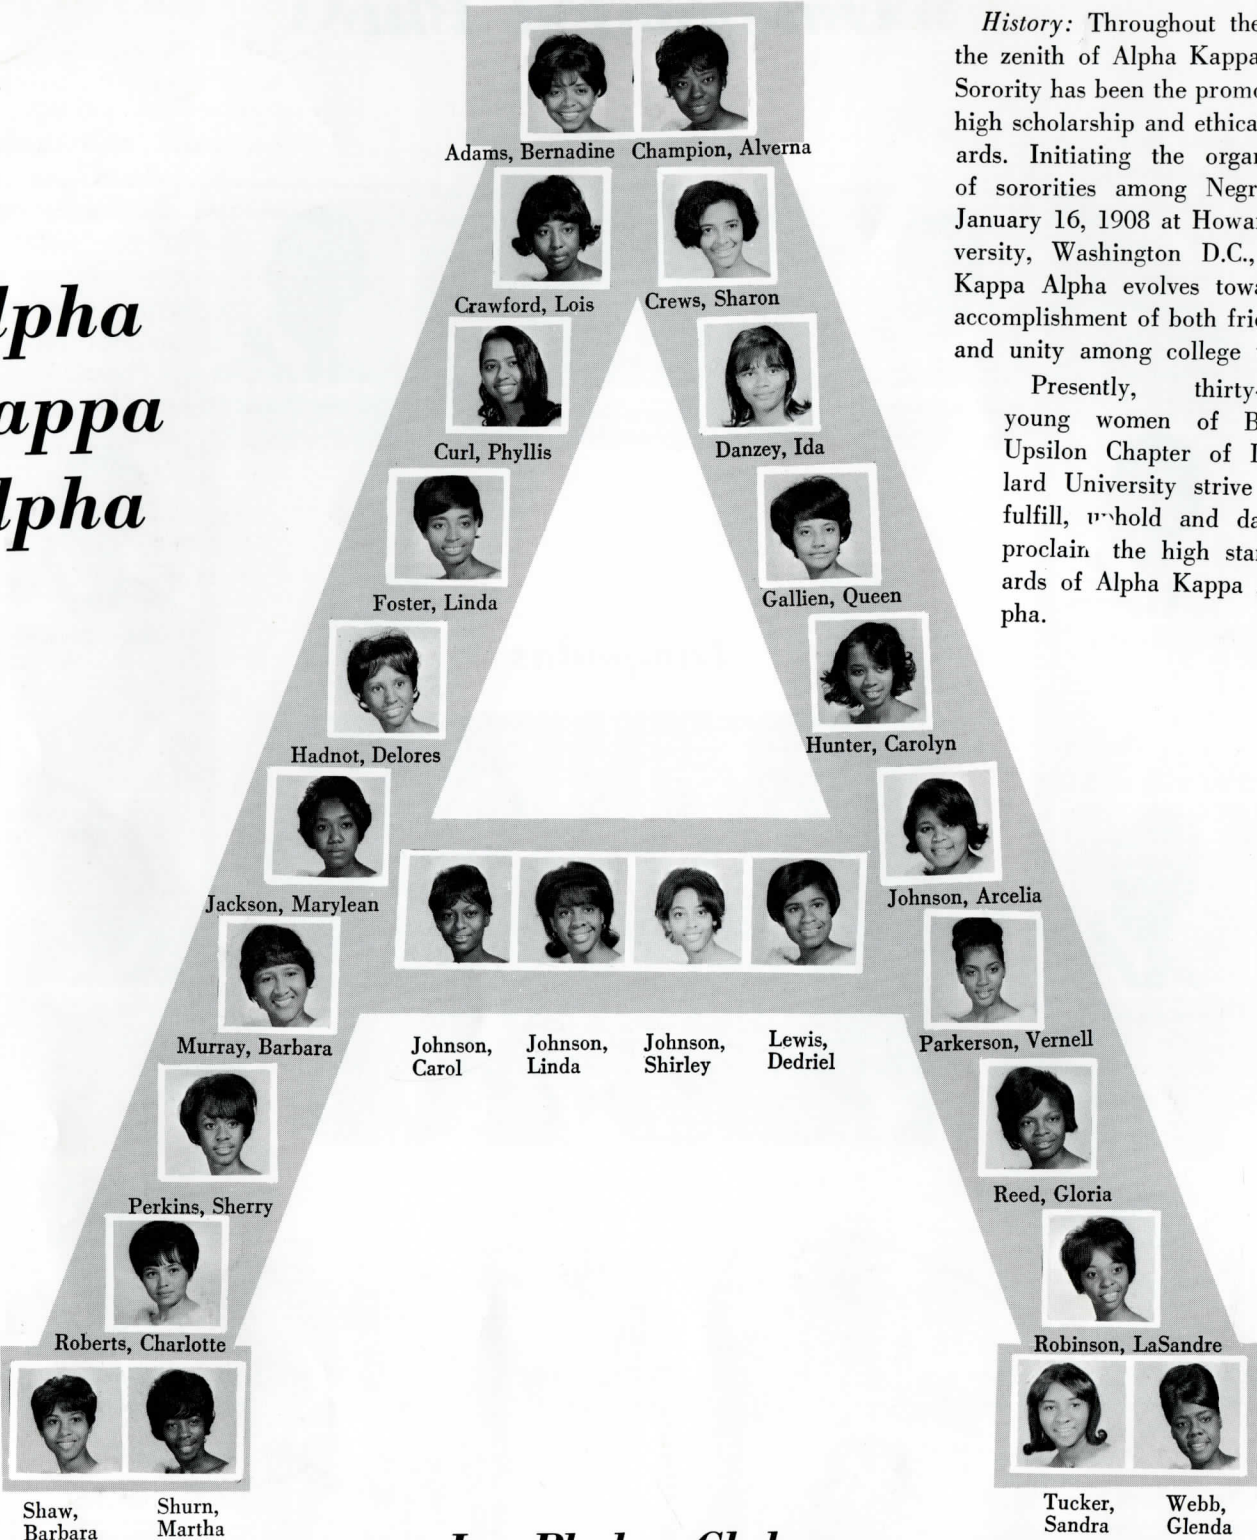 lpha
appa
lpha
History: Throughout the
the zenith of Alpha Kappa
Sorority has been the promo
high scholarship and ethica
ards. Initiating the organ
of sororities among Negr
January 16, 1908 at Howar
versity, Washington D.C.,
Kappa Alpha evolves towa
accomplishment of both frie
and unity among college
Presently, thirty-
young women of B
Upsilon Chapter of
lard University strive
fulfill, uphold and da
proclain the high stan
ards of Alpha Kappa
pha.
Adams, Bernadine Champion, Alverna
Crawford, Lois Crews, Sharon
Curl, Phyllis Danzey, Ida
Foster, Linda Gallien, Queen
Hadnot, Delores Hunter, Carolyn
Jackson, Marylean Johnson, Arcelia
Murray, Barbara Parkerson, Vernell
Johnson, Johnson, Johnson, Lewis,
Carol Linda Shirley Dedriel
Perkins, Sherry Reed, Gloria
Roberts, Charlotte Robinson, LaSandre
Shaw, Shurn, Tucker, Webb,
Barbara Martha Sandra Glenda